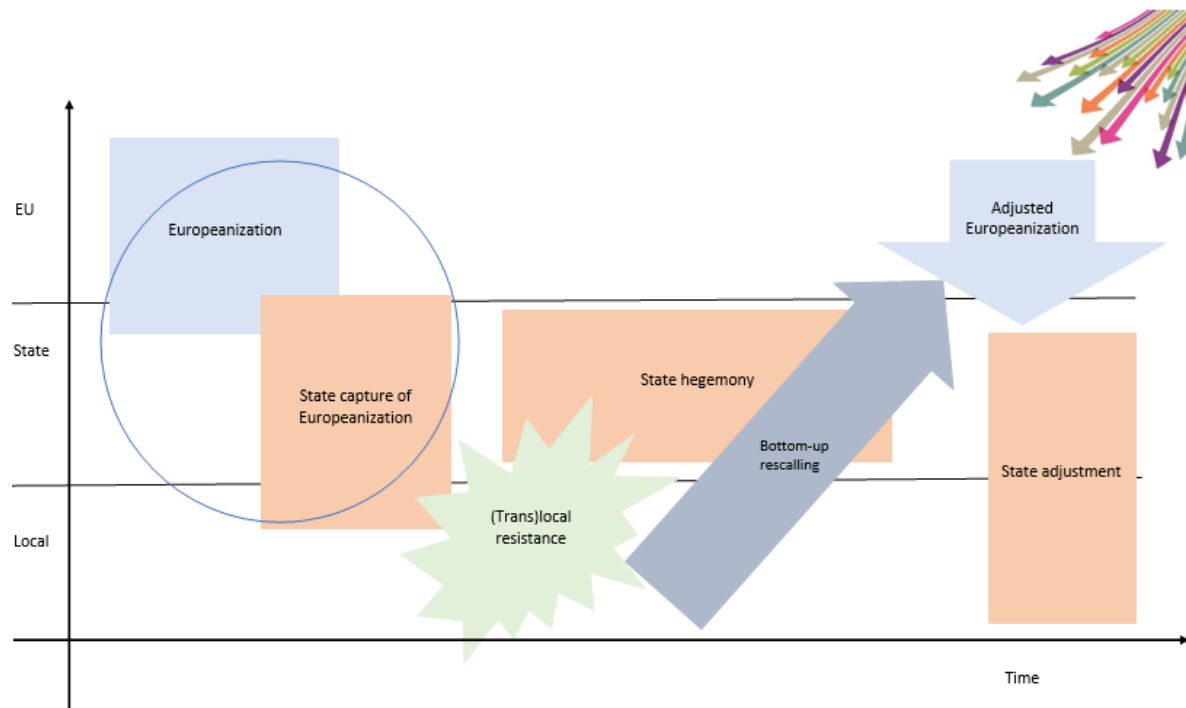 EU
Europeanization
Adjusted
Europeanization
State
State capture of
Europeanization
State hegemony
Bottom-up
rescalling
State adjustment
Local
(Trans)local
resistance
Time